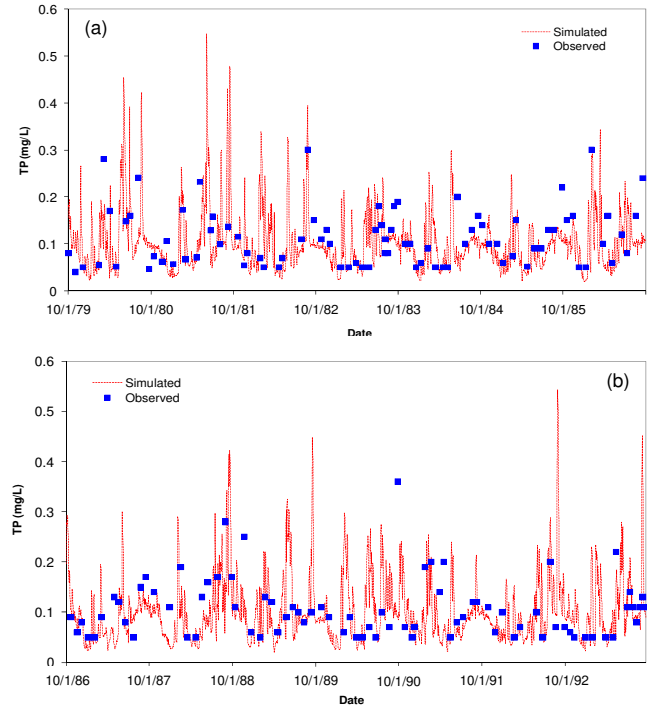 0.6
(a)
Simulated
Observed
0.5
0.4
TP (mg/L)
0.3
0.2
0.1
0
10/1/79 10/1/80 10/1/81 10/1/82 10/1/83 10/1/84 10/1/85
Date
0.6
Simulated
(b)
Observed
0.5
0.4
TP (mg/L)
0.3
0.2
0.1
0
10/1/86 10/1/87 10/1/88 10/1/89 10/1/90 10/1/91 10/1/92
Date